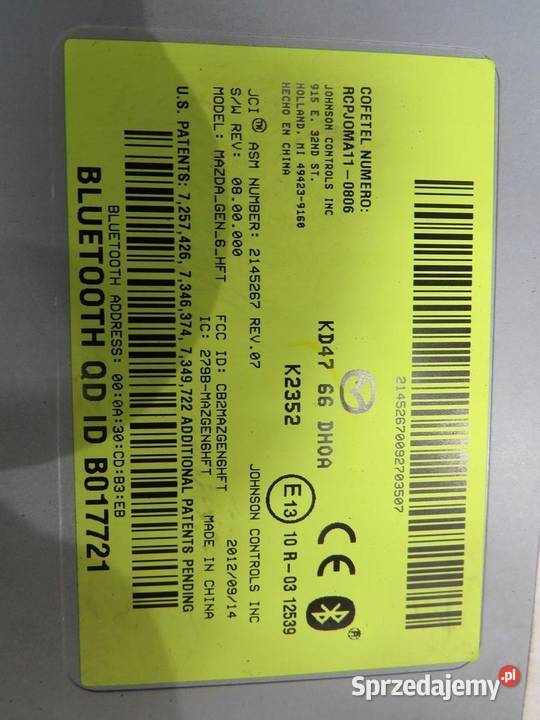 21452670092703507
COFETEL NUMERO:
RCPJOMA11-0806
JOHNSON CONTROLS INC
915 E. 32ND ST.
HOLLAND, MI 49423-9160
HECHO EN CHINA
KD47 66 DH0A
K2352
E13 10 R-03 12539
CE
JCI TM ASM NUMBER: 2145267 REV.07
JOHNSON CONTROLS INC
S/W REV: 08.00.000
2012/09/14
MODEL: MAZDA_GEN_6_HFT
FCC ID: CB2MAZGEN6HFT
IC: 279B-MAZGEN6HFT
MADE IN CHINA
U.S. PATENTS: 7,257,426, 7,346,374, 7,349,722 ADDITIONAL PATENTS PENDING
BLUETOOTH ADDRESS: 00:0A:30:CD:B3:EB
BLUETOOTH QD ID B017721
Sprzedajemy.pl